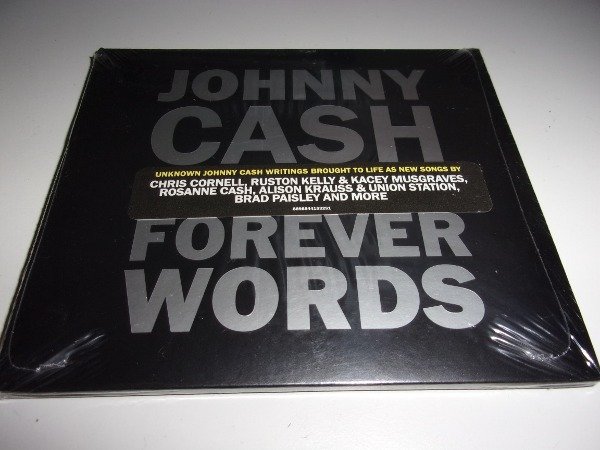 JOHNNY
CASH
UNKNOWN JOHNNY CASH WRITINGS BROUGHT TO LIFE AS NEW SONGS BY
CHRIS CORNELL, RUSTON KELLY & KACEY MUSGRAVES,
ROSANNE CASH, ALISON KRAUSS & UNION STATION,
BRAD PAISLEY AND MORE
FOREVER
WORDS